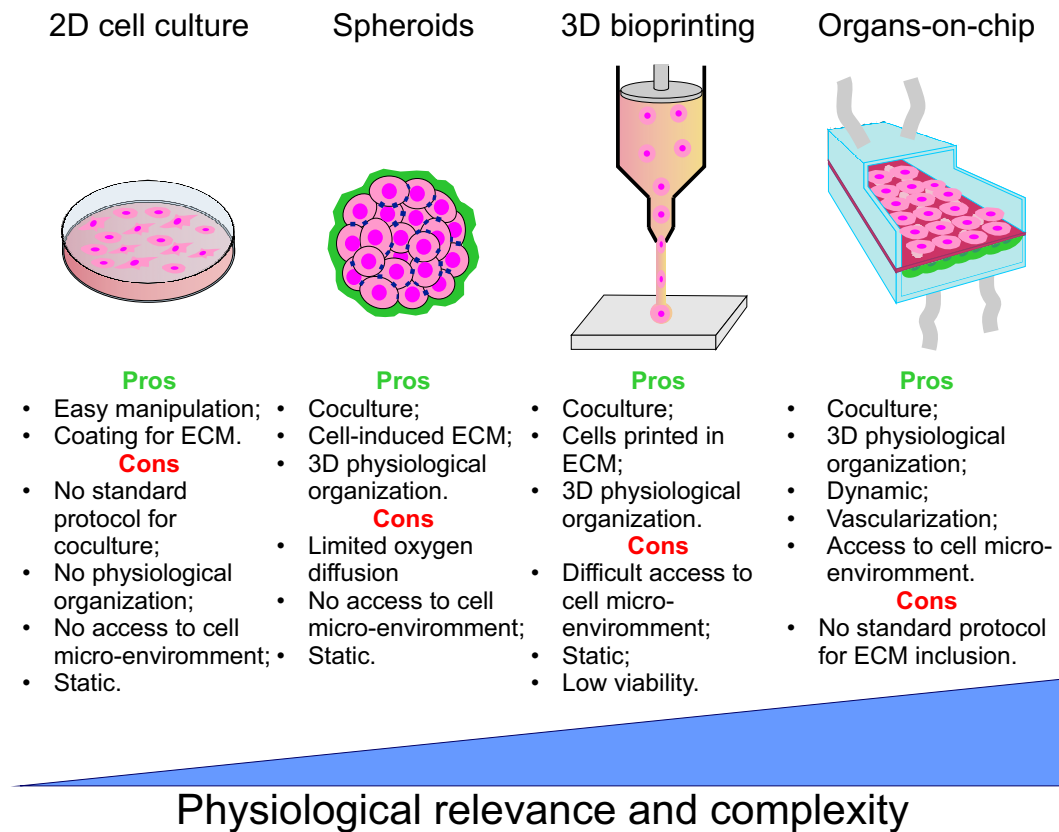 2D cell culture
Spheroids
3D bioprinting
Organs-on-chip
Pros
• Easy manipulation;
• Coating for ECM.
Cons
• No standard
protocol for
coculture;
• No physiological
organization;
• No access to cell
micro-enviromment;
• Static.
Pros
• Coculture;
• Cell-induced ECM;
• 3D physiological
organization.
Cons
• Limited oxygen
diffusion
• No access to cell
micro-enviromment;
• Static.
Pros
• Coculture;
• Cells printed in
ECM;
• 3D physiological
organization.
Cons
• Difficult access to
cell micro-
enviromment;
• Static;
• Low viability.
Pros
• Coculture;
• 3D physiological
organization;
• Dynamic;
• Vascularization;
• Access to cell micro-
enviromment.
Cons
• No standard protocol
for ECM inclusion.
Physiological relevance and complexity